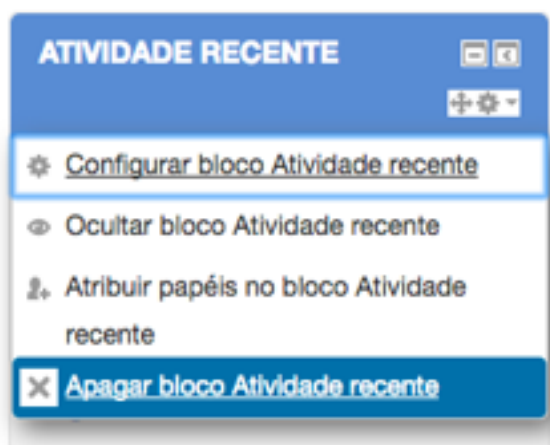 ATIVIDADE RECENTE
Configurar bloco Atividade recente
Ocultar bloco Atividade recente
Atribuir papéis no bloco Atividade
recente
Apagar bloco Atividade recente